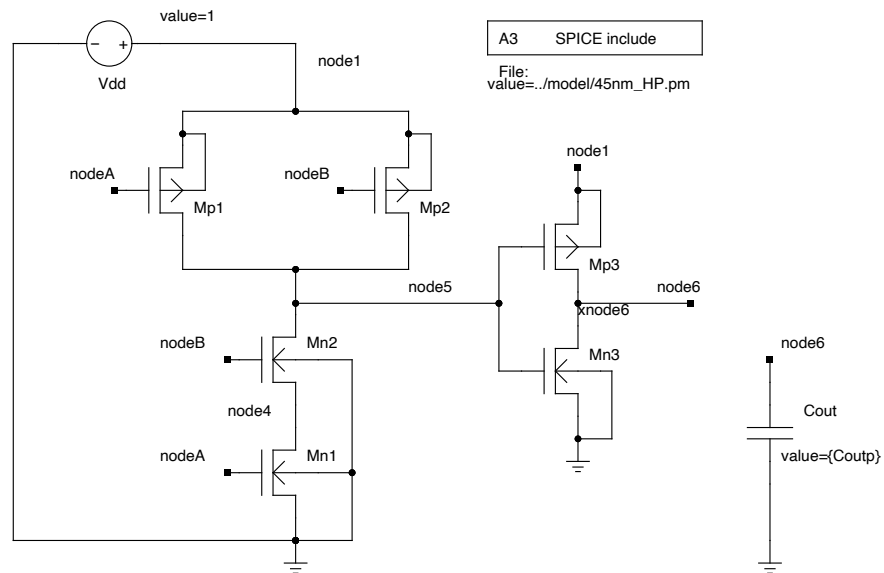 value=1
−
+
Vdd
node1
A3 SPICE include
File:
value=../model/45nm_HP.pm
nodeA
Mp1
nodeB
Mp2
node1
Mp3
node5
node6
xnode6
nodeB
Mn2
Mn3
node6
node4
Cout
nodeA
Mn1
value={Coutp}